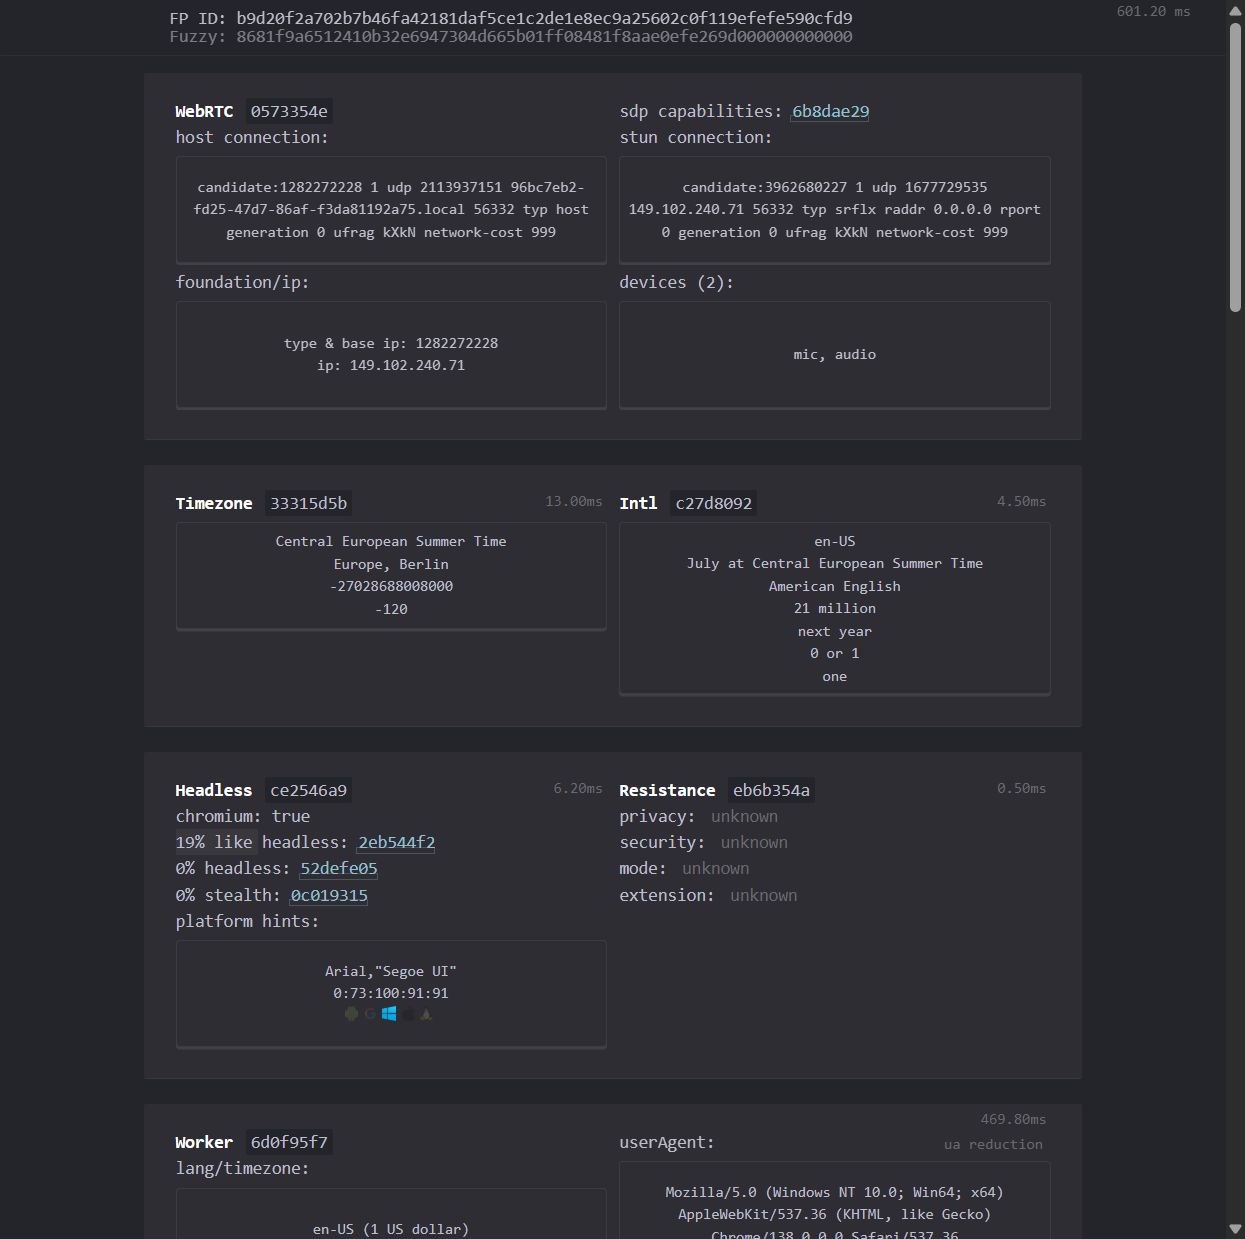 601.20 ms
FP ID: b9d20f2a702b7b46fa42181daf5ce1c2de1e8ec9a25602c0f119efefe590cfd9
Fuzzy: 8681f9a6512410b32e6947304d665b01ff08481f8aae0efe269d000000000000
WebRTC 0573354e
host connection:
candidate:1282272228 1 udp 2113937151 96bc7eb2-
fd25-47d7-86af-f3da81192a75.local 56332 typ host
generation 0 ufrag kXkN network-cost 999
foundation/ip:
type & base ip: 1282272228
ip: 149.102.240.71
sdp capabilities: 6b8dae29
stun connection:
candidate:3962680227 1 udp 1677729535
149.102.240.71 56332 typ srflx raddr 0.0.0.0 rport
0 generation 0 ufrag kXkN network-cost 999
devices (2):
mic, audio
Timezone 33315d5b 13.00ms
Central European Summer Time
Europe, Berlin
-27028688008000
-120
Intl c27d8092 4.50ms
en-US
July at Central European Summer Time
American English
21 million
next year
0 or 1
one
Headless ce2546a9 6.20ms
chromium: true
19% like headless: 2eb544f2
0% headless: 52defe05
0% stealth: 0c019315
platform hints:
Arial,"Segoe UI"
0:73:100:91:91
Resistance eb6b354a 0.50ms
privacy: unknown
security: unknown
mode: unknown
extension: unknown
469.80ms
Worker 6d0f95f7
lang/timezone:
en-US (1 US dollar)
userAgent: ua reduction
Mozilla/5.0 (Windows NT 10.0; Win64; x64)
AppleWebKit/537.36 (KHTML, like Gecko)
Chrome/138.0.0.0 Safari/537.36